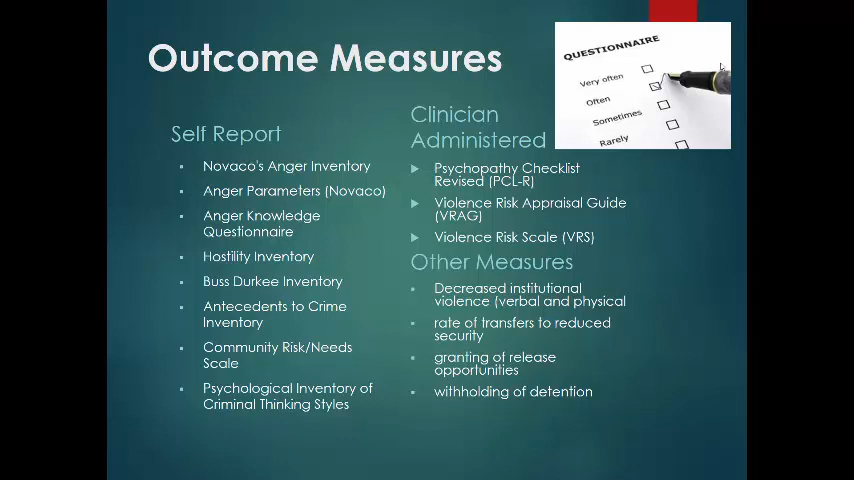 Outcome Measures
Self Report
Novaco's Anger Inventory
Anger Parameters (Novaco)
Anger Knowledge
Questionnaire
Hostility Inventory
Buss Durkee Inventory
Antecedents to Crime
Inventory
Community Risk/Needs
Scale
Psychological Inventory of
Criminal Thinking Styles
Clinician
Administered
Psychopathy Checklist
Revised (PCL-R)
Violence Risk Appraisal Guide
(VRAG)
Violence Risk Scale (VRS)
Other Measures
Decreased institutional
violence (verbal and physical
rate of transfers to reduced
security
granting of release
opportunities
withholding of detention
QUESTIONNAIRE
Very often
Often
Sometimes
Rarely